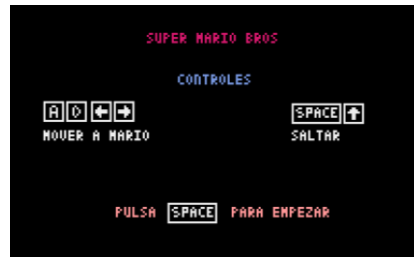 SUPER MARIO BROS
CONTROLES
A D ← → SPACE ↑
MOVER A MARIO SALTAR
PULSA SPACE PARA EMPEZAR